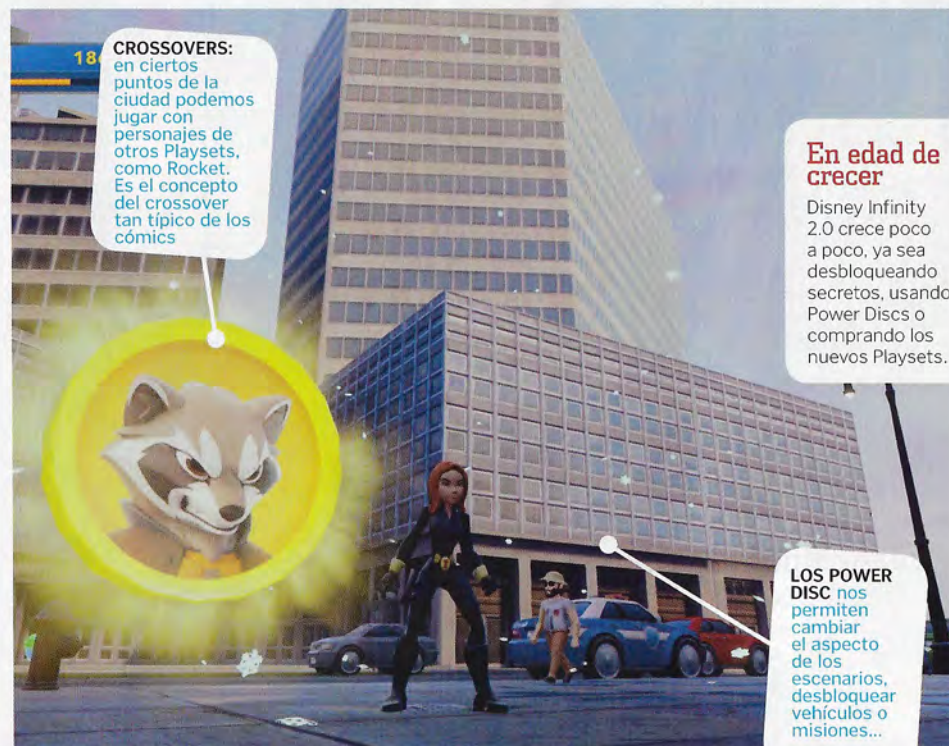 CROSSOVERS:
en ciertos
puntos de la
ciudad podemos
jugar con
personajes de
otros Playsets,
como Rocket.
Es el concepto
del crossover
tan típico de los
cómics
En edad de
crecer
Disney Infinity
2.0 crece poco
a poco, ya sea
desbloqueando
secretos, usando
Power Discs o
comprando los
nuevos Playsets.
LOS POWER
DISC nos
permiten
cambiar
el aspecto
de los
escenarios,
desbloquear
vehículos o
misiones...